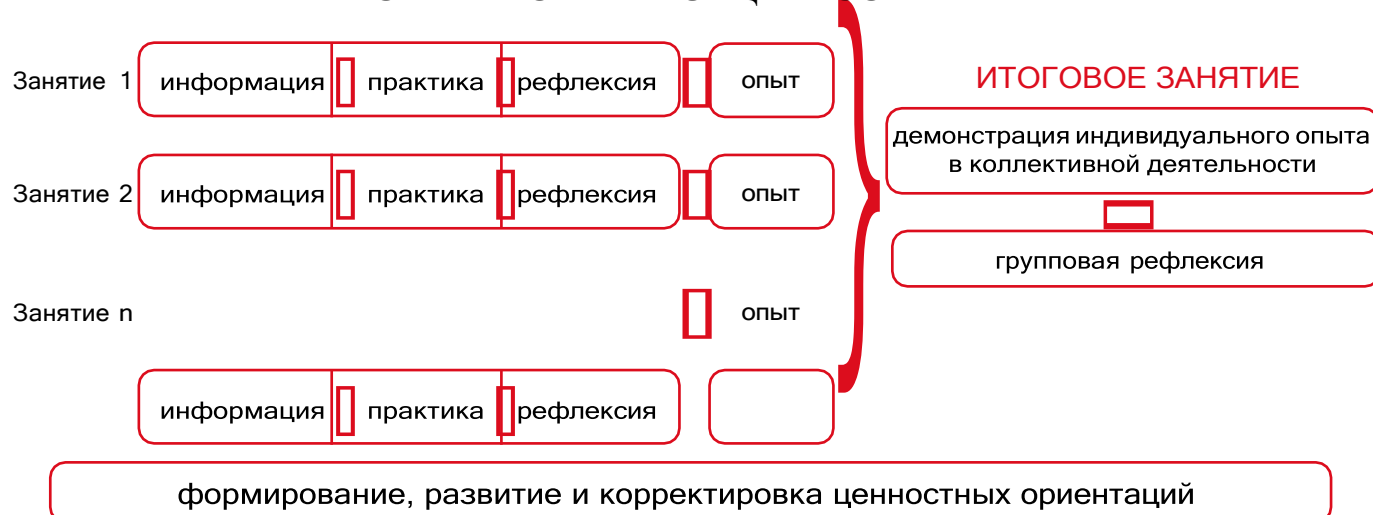 Занятие 1 информация практика рефлексия опыт
ИТОГОВОЕ ЗАНЯТИЕ
демонстрация индивидуального опыта
в коллективной деятельности
Занятие 2 информация практика рефлексия опыт
групповая рефлексия
Занятие n опыт
информация практика рефлексия
формирование, развитие и корректировка ценностных ориентаций